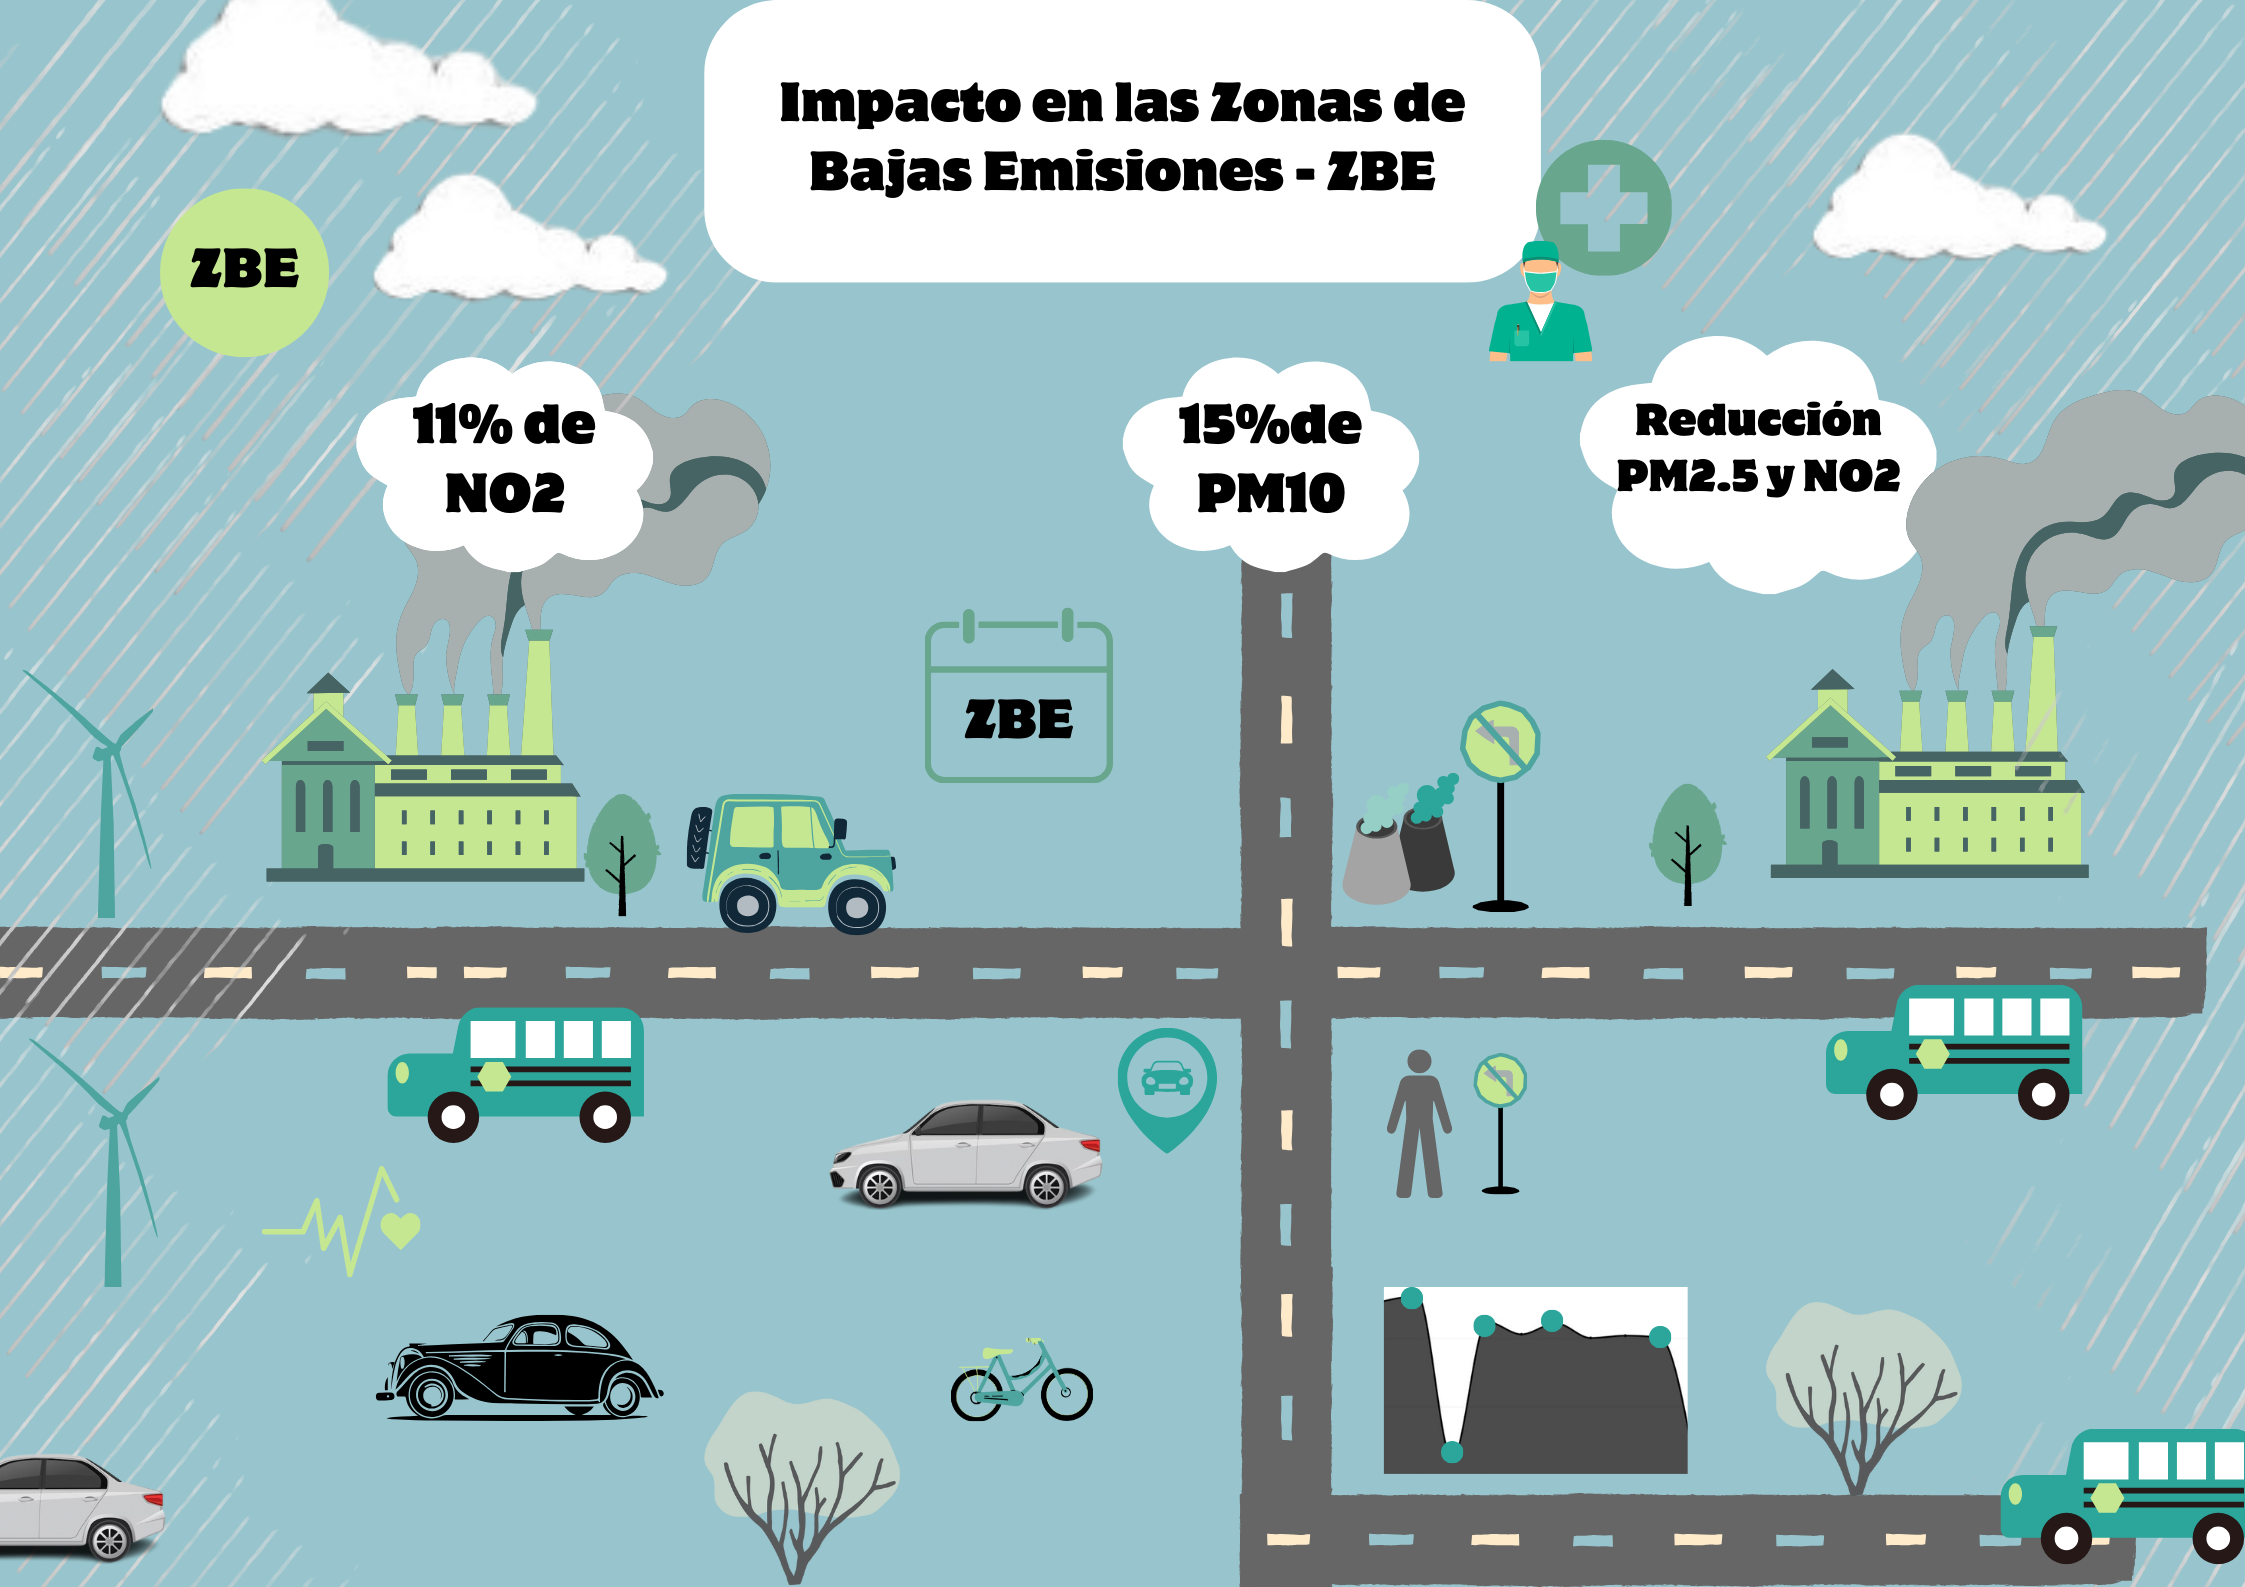 Impacto en las Zonas de
Bajas Emisiones - ZBE
ZBE
11% de
NO2
15%de
PM10
Reducción
PM2.5 y NO2
ZBE